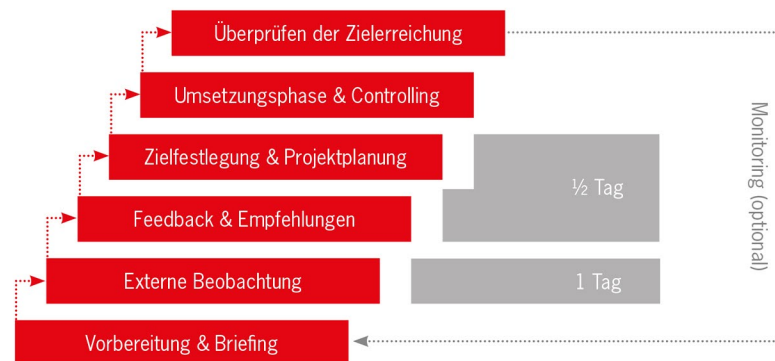 Überprüfen der Zielerreichung
Umsetzungsphase & Controlling
Zielfestlegung & Projektplanung
½ Tag
Feedback & Empfehlungen
Externe Beobachtung
1 Tag
Vorbereitung & Briefing
Monitoring (optional)